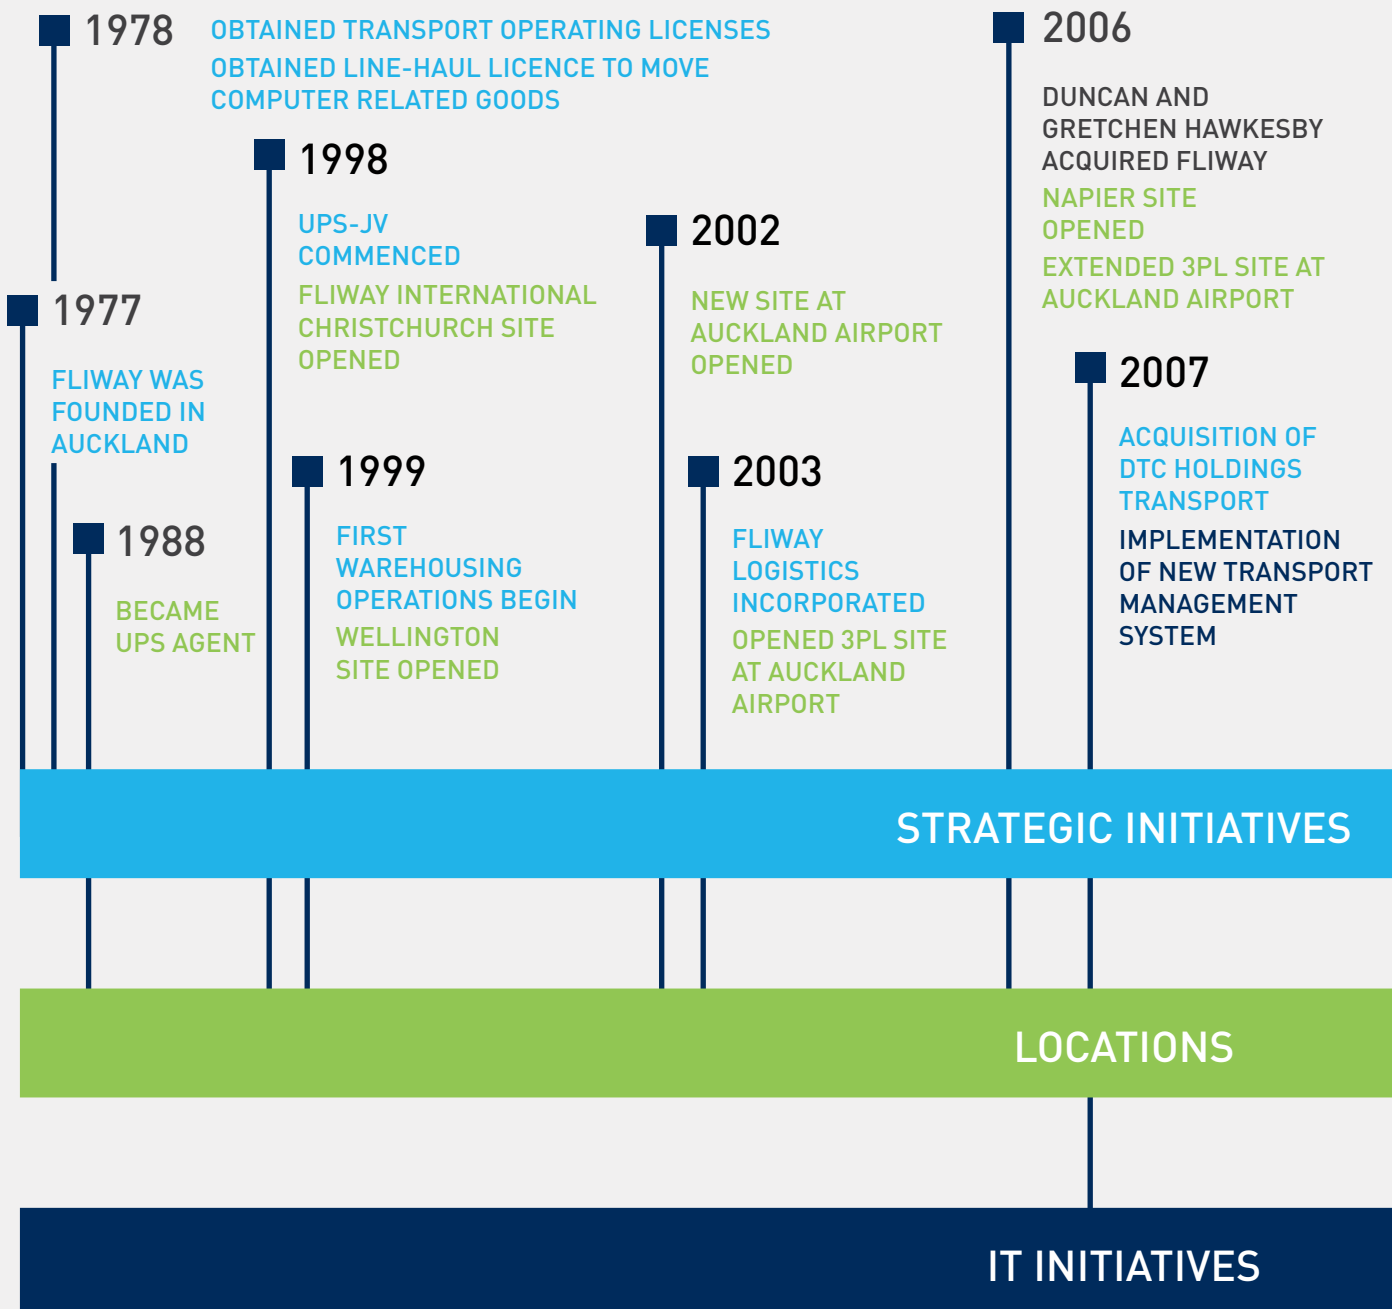 1978
OBTAINED TRANSPORT OPERATING LICENSES
OBTAINED LINE-HAUL LICENCE TO MOVE
COMPUTER RELATED GOODS
1977
FLIWAY WAS
FOUNDED IN
AUCKLAND
1988
BECAME
UPS AGENT
1998
UPS-JV
COMMENCED
FLIWAY INTERNATIONAL
CHRISTCHURCH SITE
OPENED
1999
FIRST
WAREHOUSING
OPERATIONS BEGIN
WELLINGTON
SITE OPENED
2002
NEW SITE AT
AUCKLAND AIRPORT
OPENED
2003
FLIWAY
LOGISTICS
INCORPORATED
OPENED 3PL SITE
AT AUCKLAND
AIRPORT
2006
DUNCAN AND
GRETCHEN HAWKESBY
ACQUIRED FLIWAY
NAPIER SITE
OPENED
EXTENDED 3PL SITE AT
AUCKLAND AIRPORT
2007
ACQUISITION OF
DTC HOLDINGS
TRANSPORT
IMPLEMENTATION
OF NEW TRANSPORT
MANAGEMENT
SYSTEM
STRATEGIC INITIATIVES
LOCATIONS
IT INITIATIVES